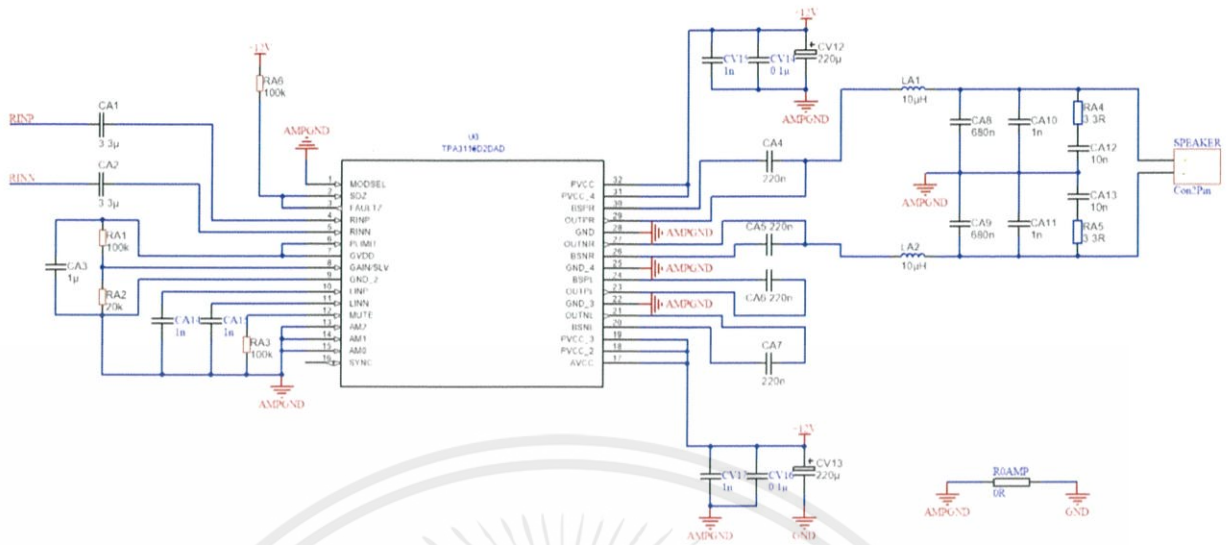 RINP
CA1
3.3µ
RINN
CA2
3.3µ
RA6
100k
AMPGND
U3
1 MODSEL
2 SDZ
3 FAULTZ
4 RINP
5 RINN
6 PLIMIT
7 GVDD
8 GAIN/SLV
9 GND_2
10 LINP
11 LINN
12 MUTE
13 AM2
14 AM1
15 AM0
16 SYNC
PVCC 32
PVCC_4 31
BSPR 30
OUTPR 29
GND 28
OUTNR 27
BSNR 26
GND_4 25
BSPL 24
OUTPL 23
GND_3 22
OUTNL 21
BSNL 20
PVCC_3 19
PVCC_2 18
AVCC 17
RA1
100k
CA3
1µ
RA2
20k
CA14
1n
1n
RA3
100k
AMPGND
CV12
220µ
CV14
0.1µ
1n
AMPGND
CA4
220n
AMPGND
CA5 220n
AMPGND
CA6 220n
AMPGND
CA7
220n
LA1
10µH
LA2
10µH
CA8
680n
CA10
1n
RA4
3.3R
CA12
10n
CA13
10n
RA5
3.3R
CA9
680n
CA11
1n
AMPGND
SPEAKER
Con2Pin
1n
CV16
0.1µ
CV13
220µ
AMPGND
GND
R0AMP
0R
AMPGND
GND